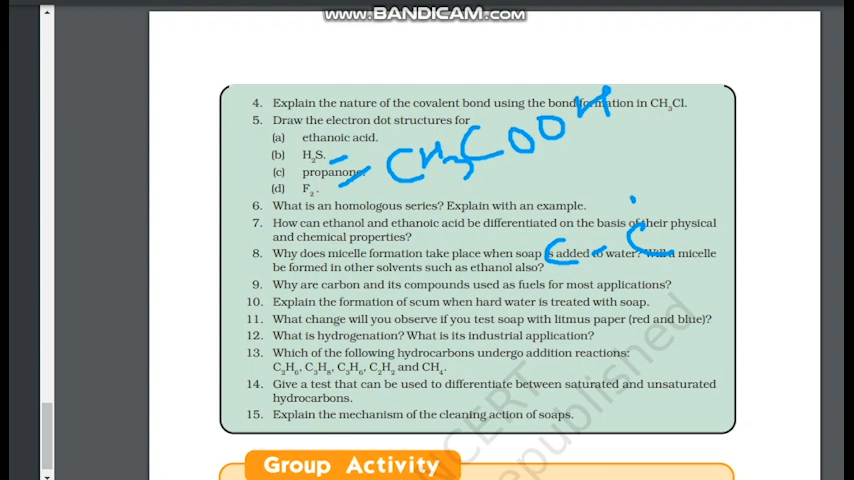 www.BANDICAM.com
4. Explain the nature of the covalent bond using the bond formation in CH₃Cl.
5. Draw the electron dot structures for
(a) ethanoic acid.
(b) H₂S.
(c) propanone.
(d) F₂.
= CH₃COOH
6. What is an homologous series? Explain with an example.
7. How can ethanol and ethanoic acid be differentiated on the basis of their physical
and chemical properties?
C - C
8. Why does micelle formation take place when soap is added to water? Will a micelle
be formed in other solvents such as ethanol also?
9. Why are carbon and its compounds used as fuels for most applications?
10. Explain the formation of scum when hard water is treated with soap.
11. What change will you observe if you test soap with litmus paper (red and blue)?
12. What is hydrogenation? What is its industrial application?
13. Which of the following hydrocarbons undergo addition reactions:
C₂H₆, C₃H₈, C₃H₆, C₂H₂ and CH₄.
14. Give a test that can be used to differentiate between saturated and unsaturated
hydrocarbons.
15. Explain the mechanism of the cleaning action of soaps.
NCERT
republished
Group Activity